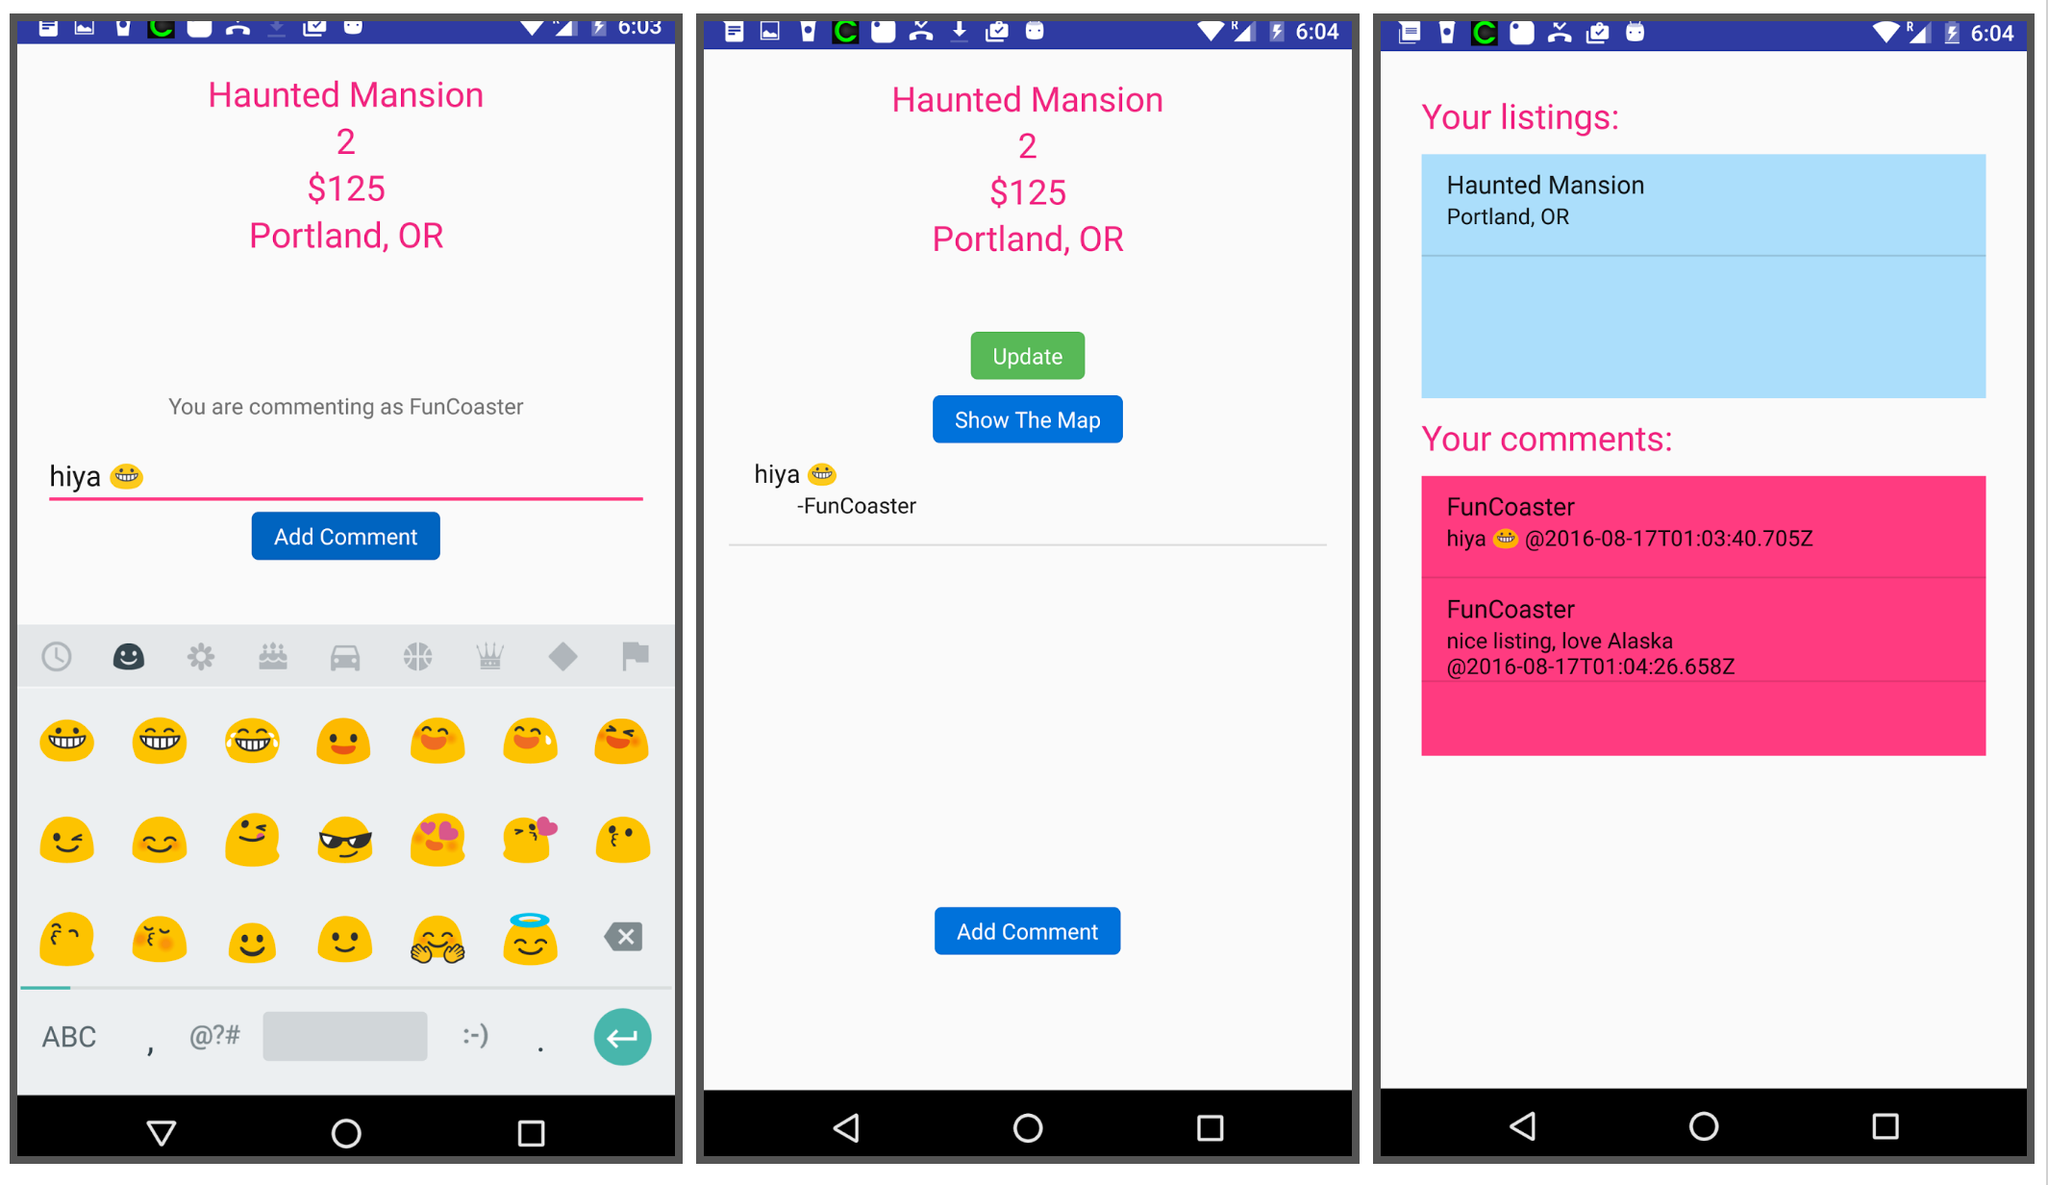 6:03
Haunted Mansion
2
$125
Portland, OR
You are commenting as FunCoaster
hiya 😀
Add Comment
ABC , @?# :-) .
R 6:04
Haunted Mansion
2
$125
Portland, OR
Update
Show The Map
hiya 😀
-FunCoaster
Add Comment
R 6:04
Your listings:
Haunted Mansion
Portland, OR
Your comments:
FunCoaster
hiya 😀 @2016-08-17T01:03:40.705Z
FunCoaster
nice listing, love Alaska
@2016-08-17T01:04:26.658Z